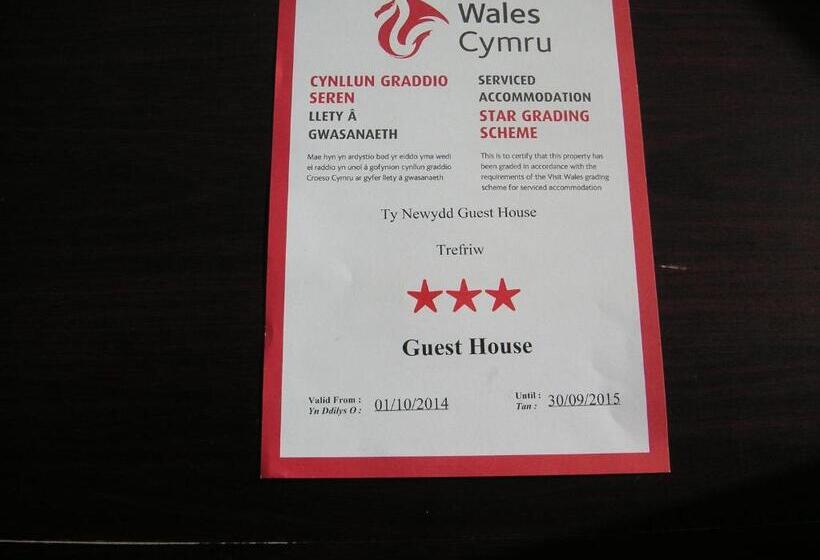 Wales
Cymru
CYNLLUN GRADDIO
SEREN
LLETY Â
GWASANAETH
SERVICED
ACCOMMODATION
STAR GRADING
SCHEME
Mae hyn yn ardystio bod yr eiddo yma wedi
ei raddio yn unol â gofynion cynllun graddio
Croeso Cymru ar gyfer llety â gwasanaeth
This is to certify that this property has
been graded in accordance with the
requirements of the Visit Wales grading
scheme for serviced accommodation
Ty Newydd Guest House
Trefriw
Guest House
Valid From :
Yn Ddilys O :
01/10/2014
Until :
Tan :
30/09/2015